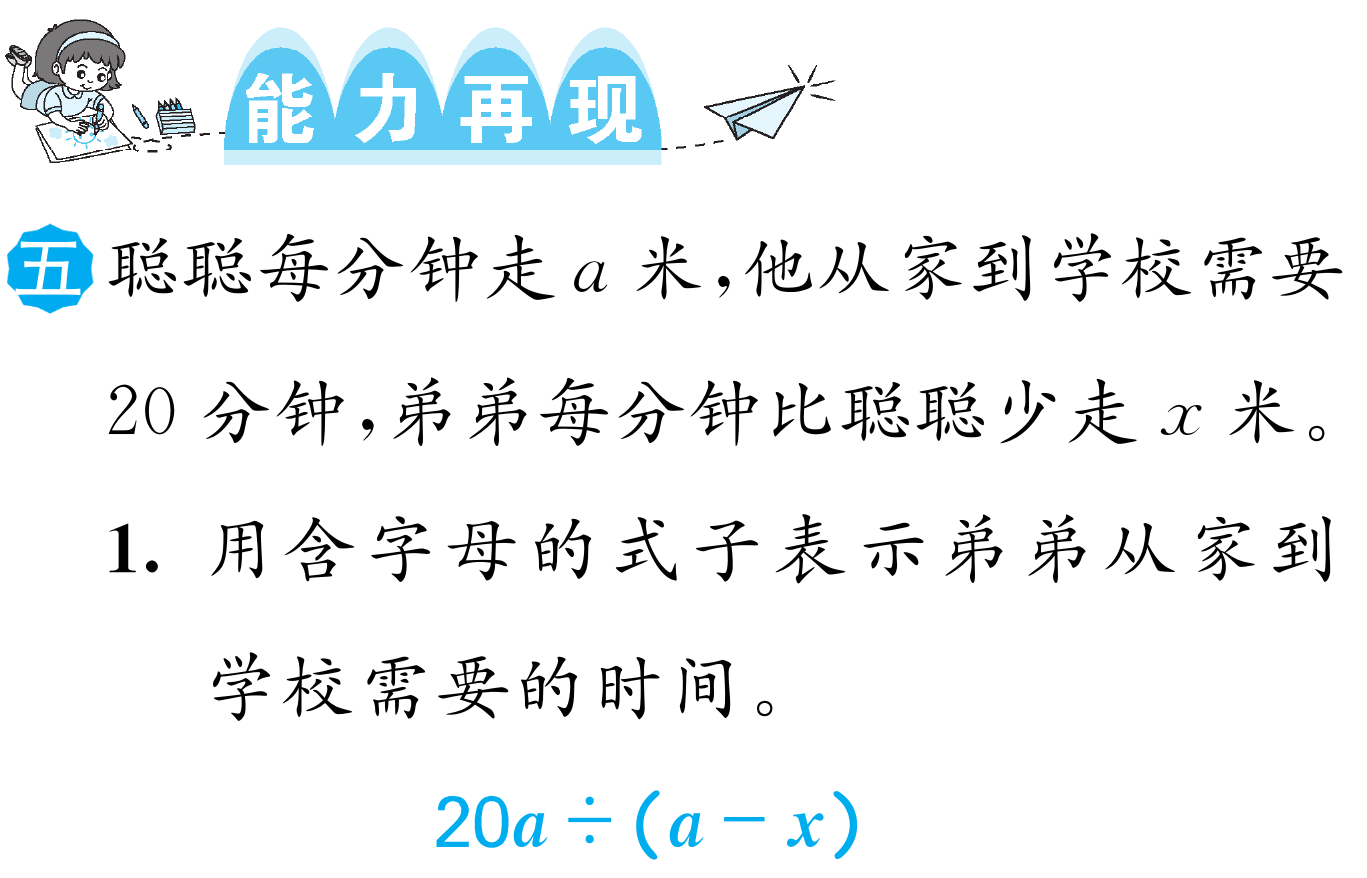 能力再现
五 聪聪每分钟走 a 米,他从家到学校需要
20 分钟,弟弟每分钟比聪聪少走 x 米。
1. 用含字母的式子表示弟弟从家到
学校需要的时间。
20a÷(a－x)